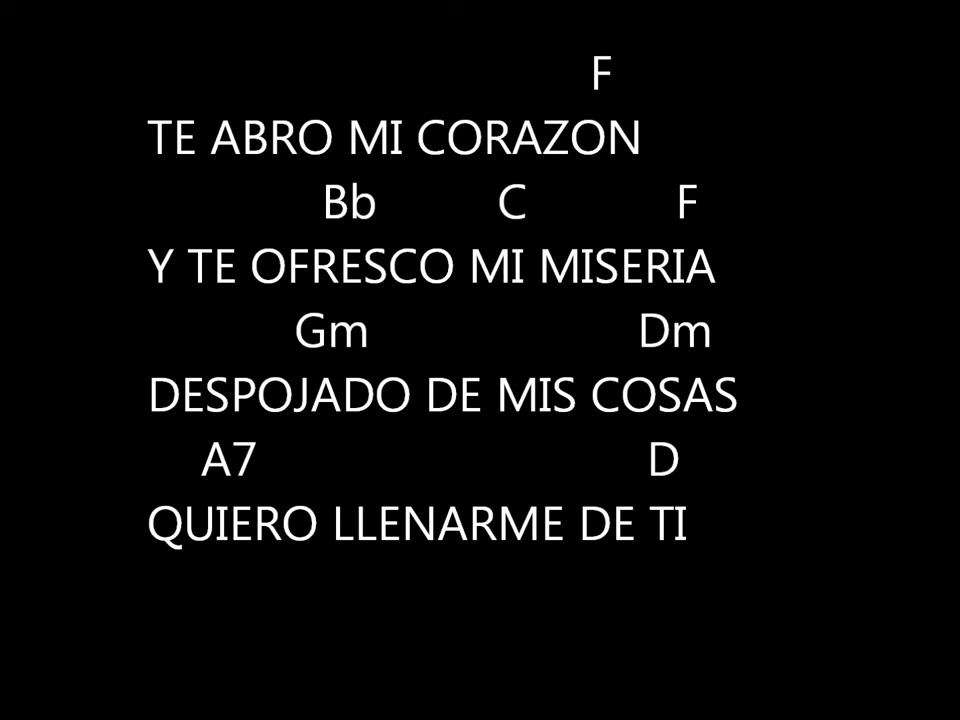 F
TE ABRO MI CORAZON
Bb C F
Y TE OFRESCO MI MISERIA
Gm Dm
DESPOJADO DE MIS COSAS
A7 D
QUIERO LLENARME DE TI